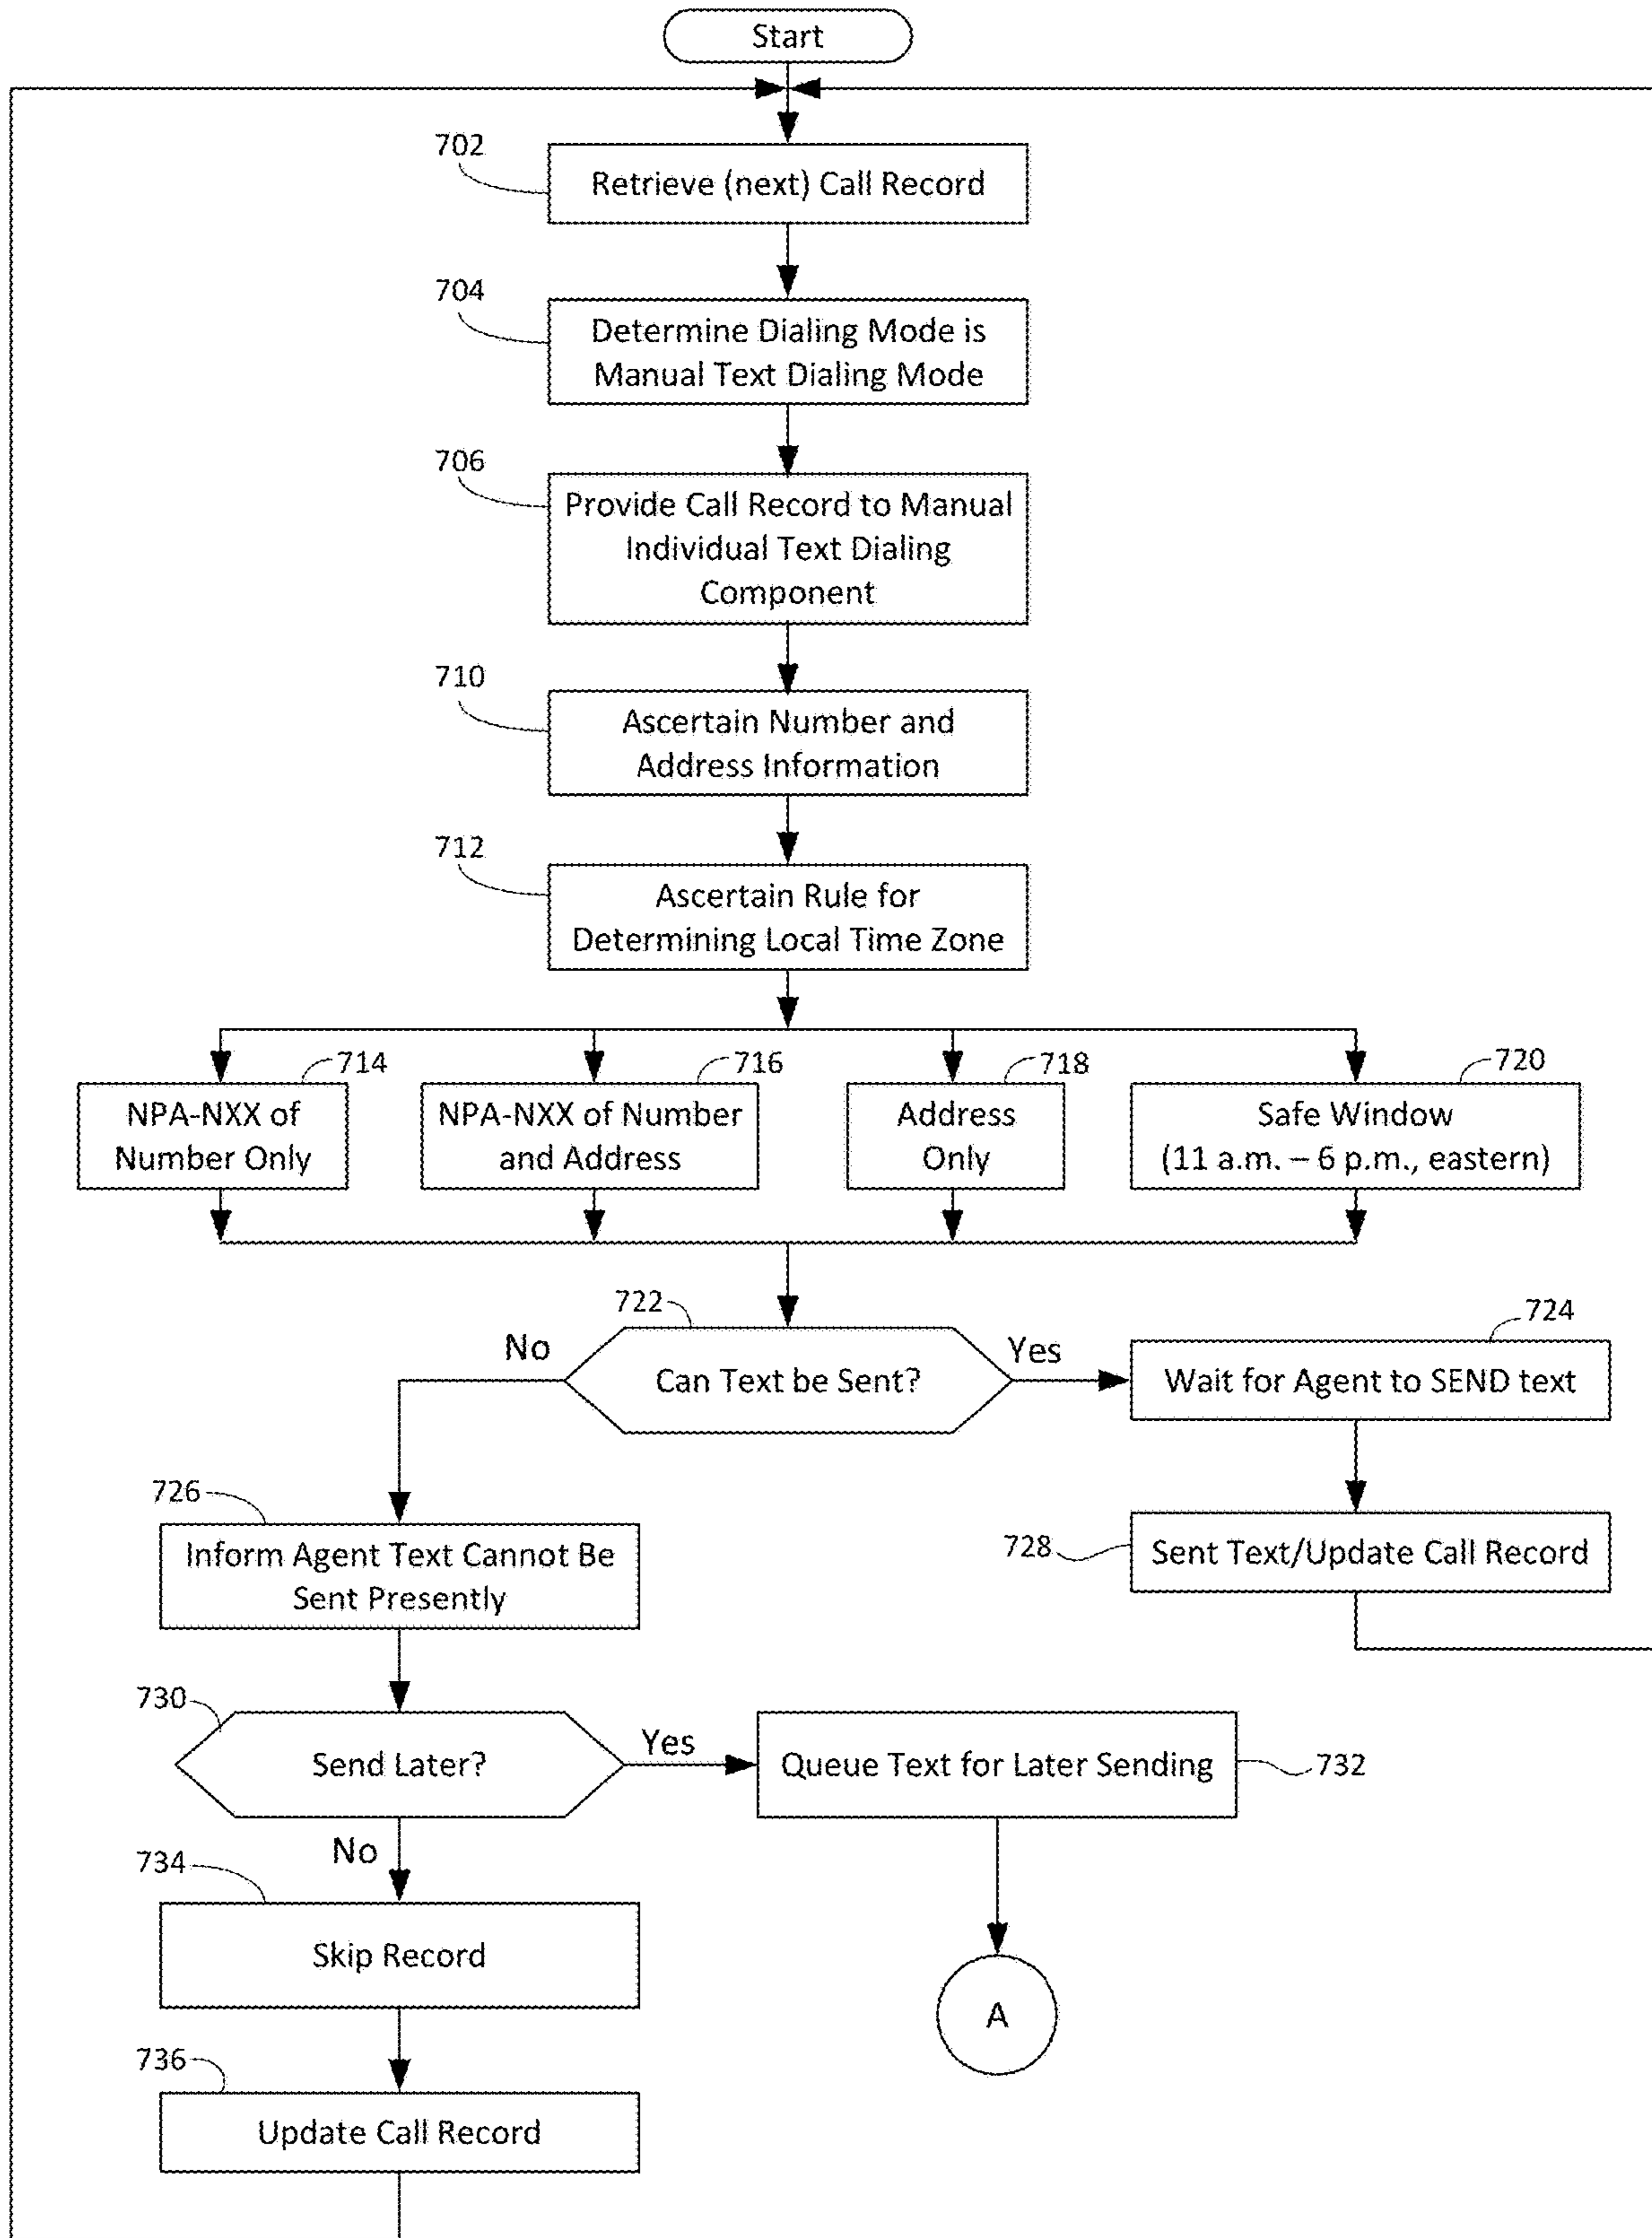 Start
702
Retrieve (next) Call Record
704
Determine Dialing Mode is
Manual Text Dialing Mode
706
Provide Call Record to Manual
Individual Text Dialing
Component
710
Ascertain Number and
Address Information
712
Ascertain Rule for
Determining Local Time Zone
714
NPA-NXX of
Number Only
716
NPA-NXX of Number
and Address
718
Address
Only
720
Safe Window
(11 a.m. – 6 p.m., eastern)
722
Can Text be Sent?
No
Yes
724
Wait for Agent to SEND text
726
Inform Agent Text Cannot Be
Sent Presently
728
Sent Text/Update Call Record
730
Send Later?
Yes
Queue Text for Later Sending
732
No
734
Skip Record
A
736
Update Call Record